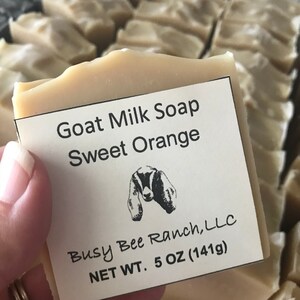 Goat Milk Soap
Sweet Orange
Busy Bee Ranch, LLC
NET WT. 5 OZ (141g)